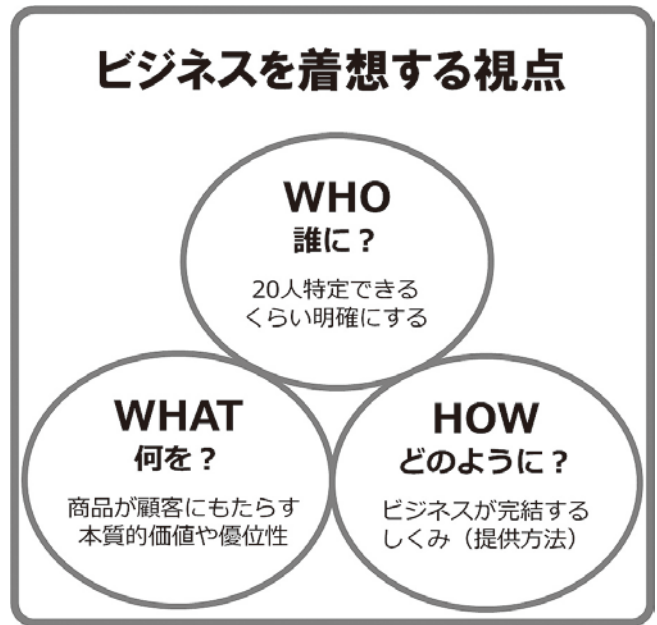 ビジネスを着想する視点
WHO
誰に？
20人特定できる
くらい明確にする
WHAT
何を？
商品が顧客にもたらす
本質的価値や優位性
HOW
どのように？
ビジネスが完結する
しくみ（提供方法）